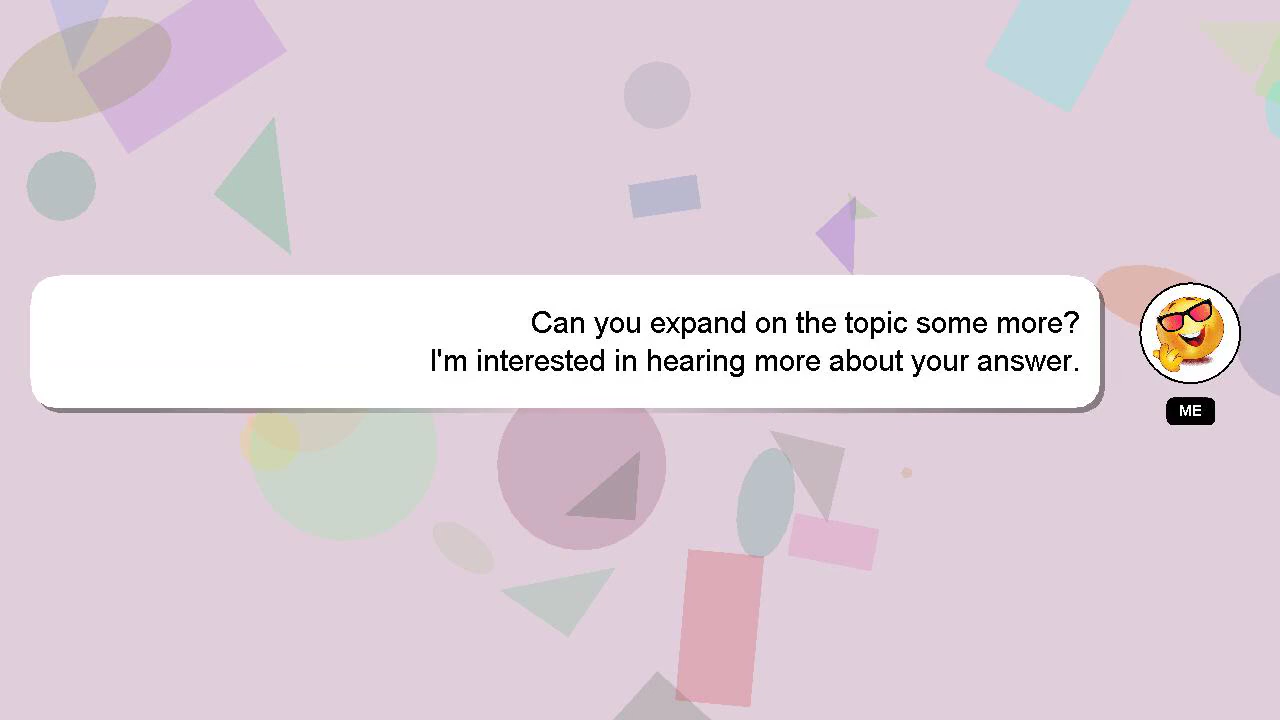 Can you expand on the topic some more?
I'm interested in hearing more about your answer.
ME